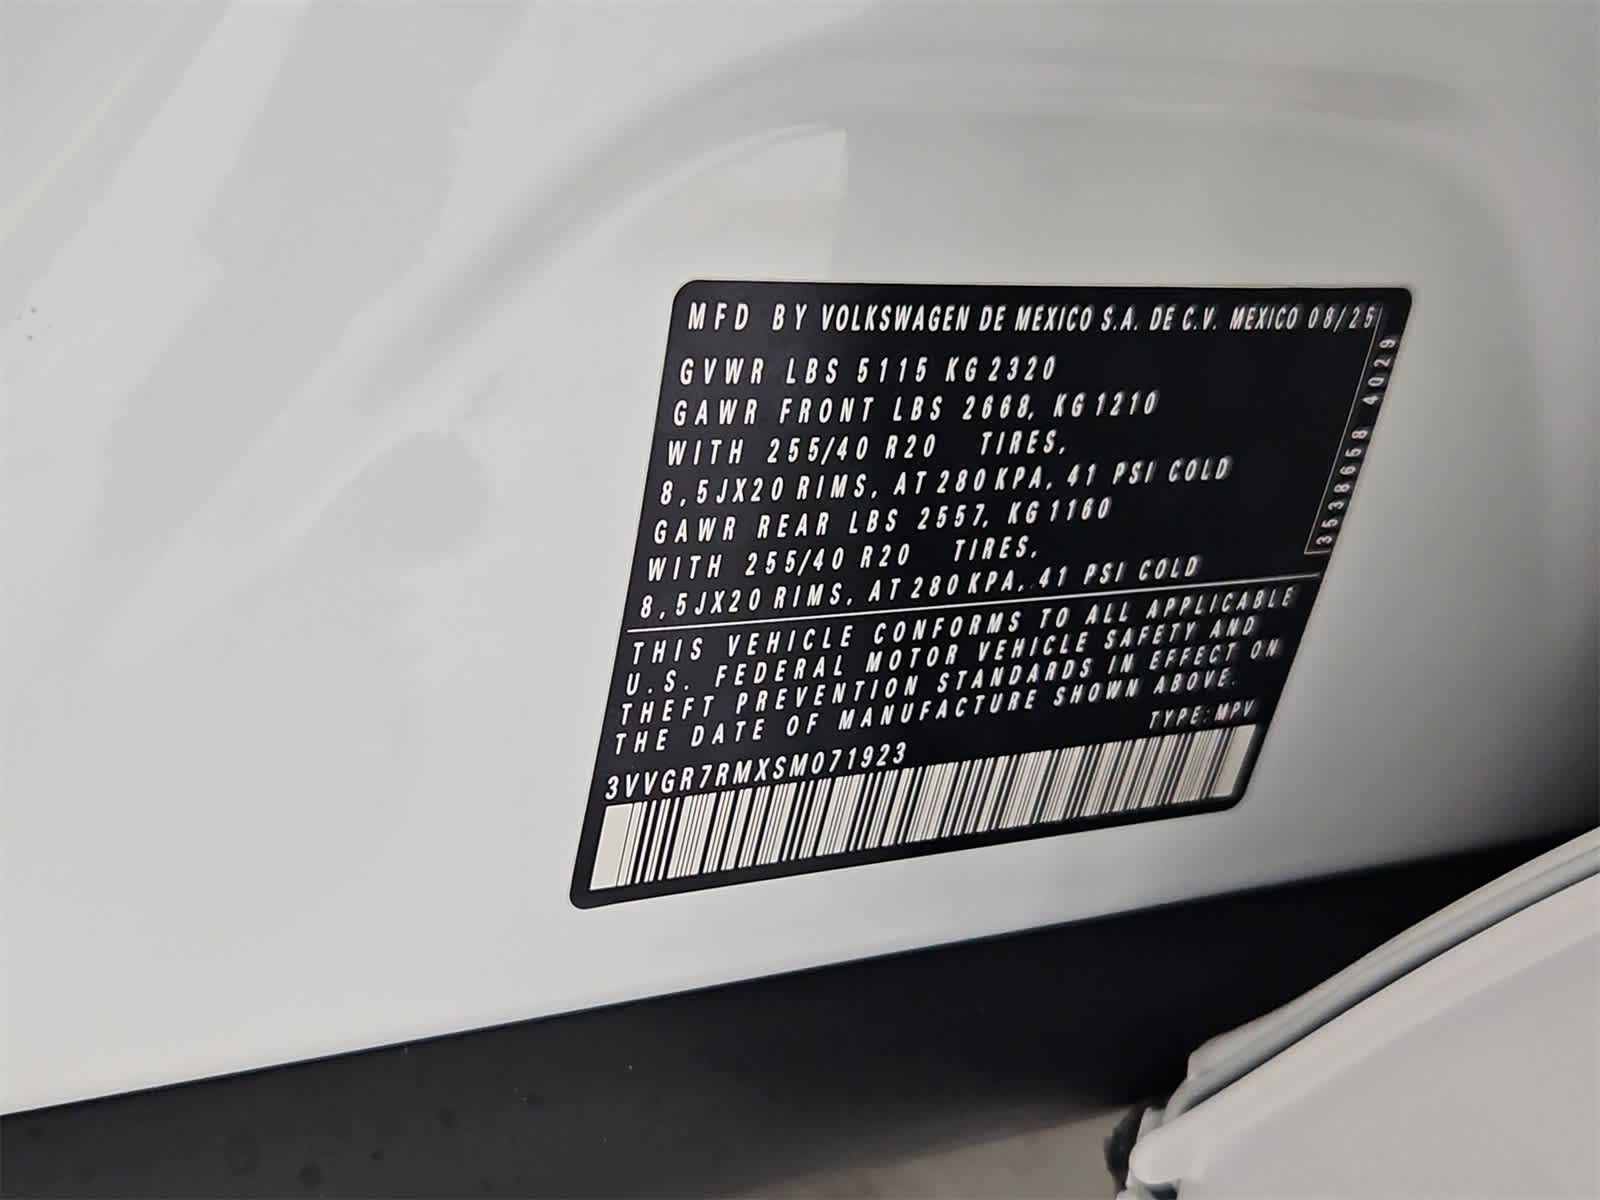 MFD BY VOLKSWAGEN DE MEXICO S.A. DE C.V. MEXICO 08/25
GVWR LBS 5115 KG 2320
GAWR FRONT LBS 2668, KG 1210
WITH 255/40 R20 TIRES,
8,5JX20 RIMS, AT 280KPA, 41 PSI COLD
GAWR REAR LBS 2557, KG 1160
WITH 255/40 R20 TIRES,
8,5JX20 RIMS, AT 280KPA, 41 PSI COLD
3538658 4029
THIS VEHICLE CONFORMS TO ALL APPLICABLE
U.S. FEDERAL MOTOR VEHICLE SAFETY AND
THEFT PREVENTION STANDARDS IN EFFECT ON
THE DATE OF MANUFACTURE SHOWN ABOVE.
TYPE: MPV
3VVGR7RMXSM071923